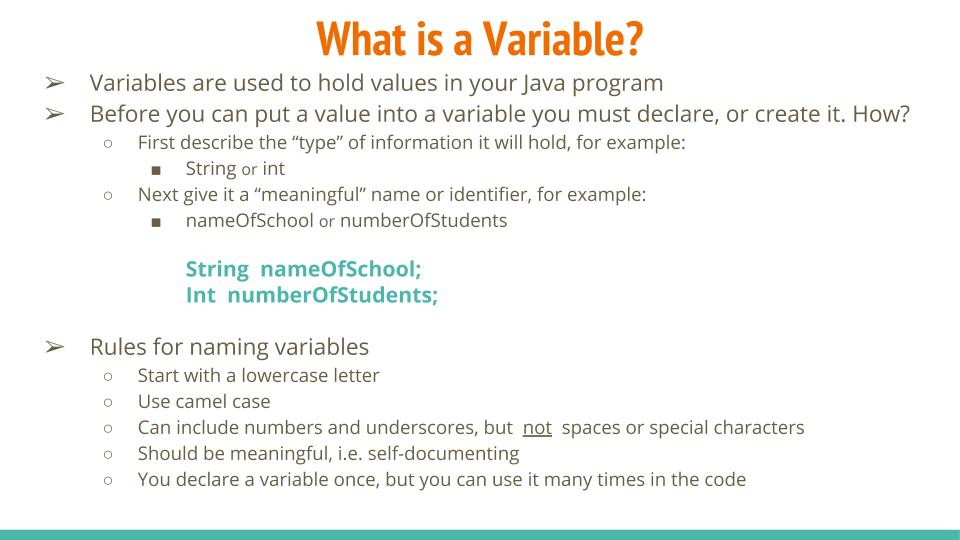 What is a Variable?
➢ Variables are used to hold values in your Java program
➢ Before you can put a value into a variable you must declare, or create it. How?
○ First describe the “type” of information it will hold, for example:
■ String or int
○ Next give it a “meaningful” name or identifier, for example:
■ nameOfSchool or numberOfStudents
String nameOfSchool;
Int numberOfStudents;
➢ Rules for naming variables
○ Start with a lowercase letter
○ Use camel case
○ Can include numbers and underscores, but not spaces or special characters
○ Should be meaningful, i.e. self-documenting
○ You declare a variable once, but you can use it many times in the code